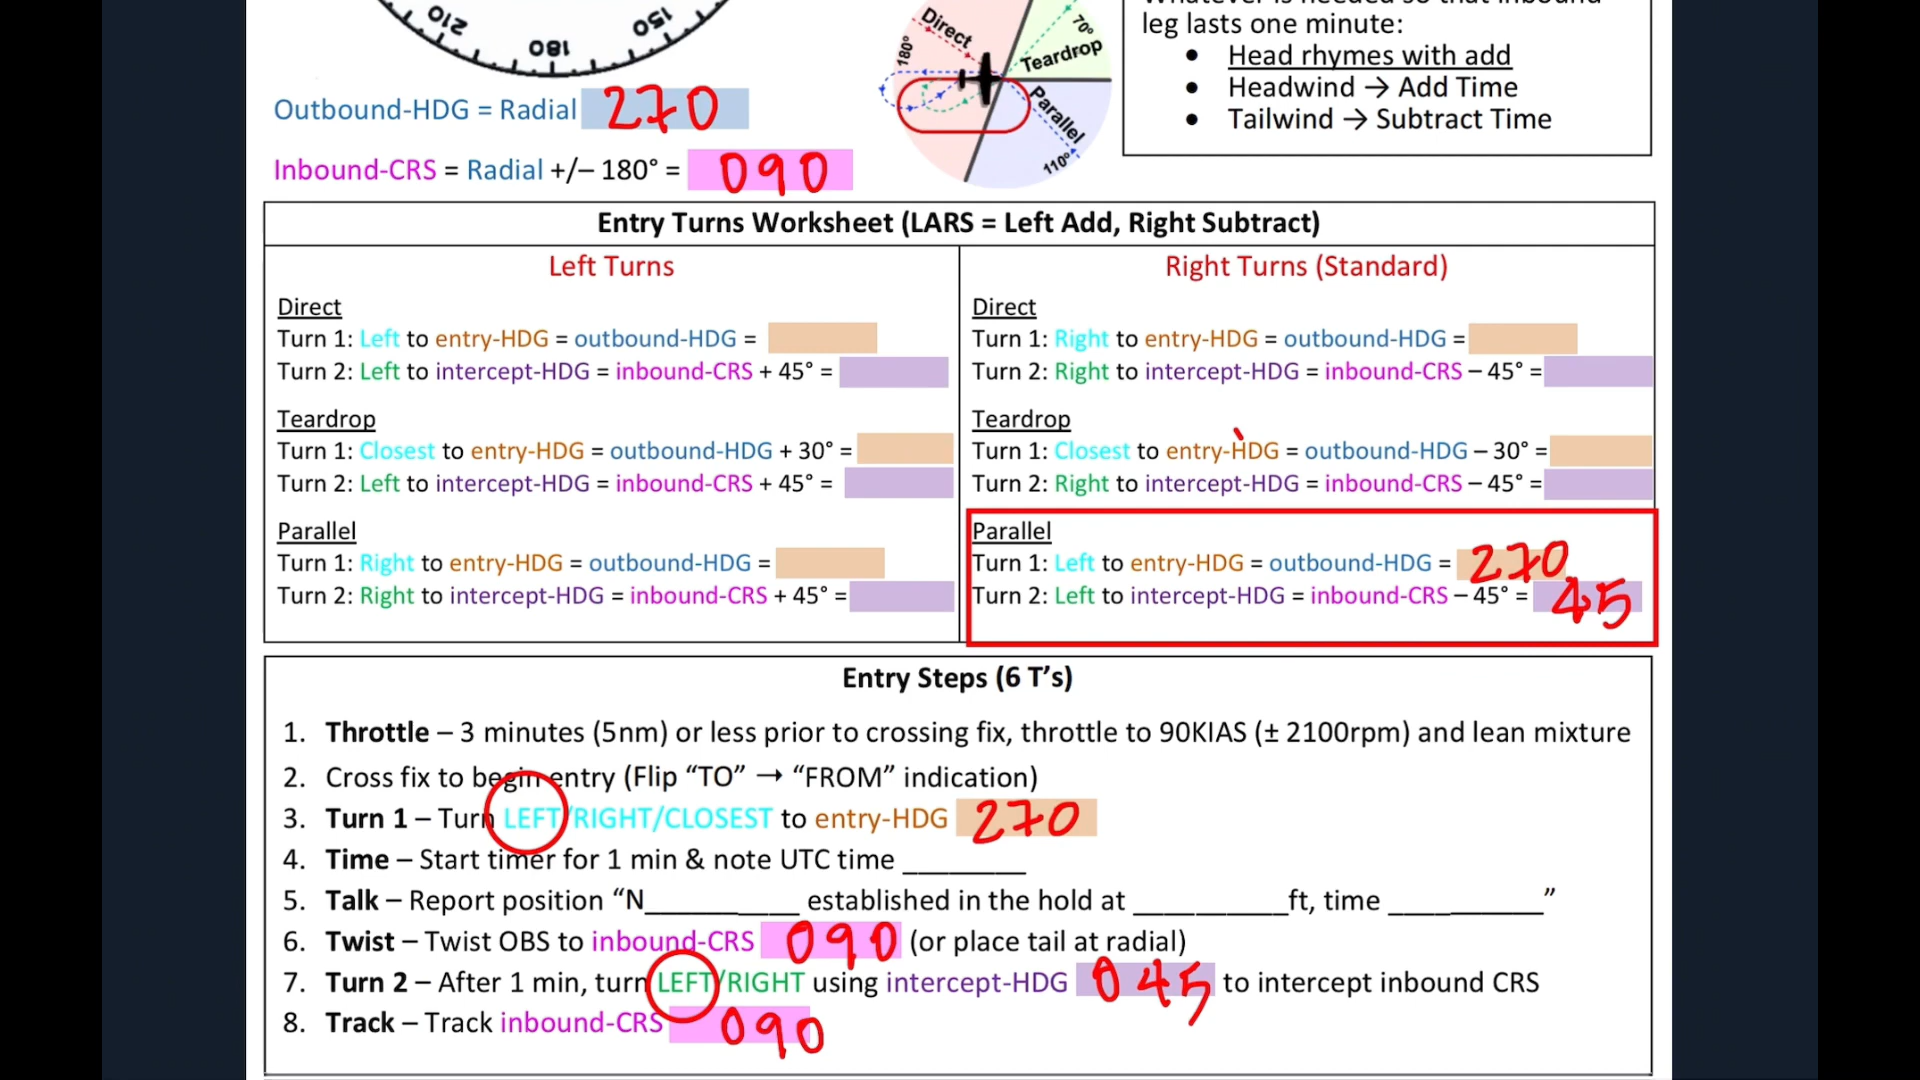 210
180
150
Outbound-HDG = Radial 270
Inbound-CRS = Radial +/– 180° = 090
Direct
180°
70°
Teardrop
Parallel
110°
leg lasts one minute:
• Head rhymes with add
• Headwind → Add Time
• Tailwind → Subtract Time
Entry Turns Worksheet (LARS = Left Add, Right Subtract)
Left Turns
Direct
Turn 1: Left to entry-HDG = outbound-HDG =
Turn 2: Left to intercept-HDG = inbound-CRS + 45° =
Teardrop
Turn 1: Closest to entry-HDG = outbound-HDG + 30° =
Turn 2: Left to intercept-HDG = inbound-CRS + 45° =
Parallel
Turn 1: Right to entry-HDG = outbound-HDG =
Turn 2: Right to intercept-HDG = inbound-CRS + 45° =
Right Turns (Standard)
Direct
Turn 1: Right to entry-HDG = outbound-HDG =
Turn 2: Right to intercept-HDG = inbound-CRS – 45° =
Teardrop
Turn 1: Closest to entry-HDG = outbound-HDG – 30° =
Turn 2: Right to intercept-HDG = inbound-CRS – 45° =
Parallel
Turn 1: Left to entry-HDG = outbound-HDG = 270
Turn 2: Left to intercept-HDG = inbound-CRS – 45° = 45
Entry Steps (6 T’s)
1. Throttle – 3 minutes (5nm) or less prior to crossing fix, throttle to 90KIAS (± 2100rpm) and lean mixture
2. Cross fix to begin entry (Flip “TO” → “FROM” indication)
3. Turn 1 – Turn LEFT/RIGHT/CLOSEST to entry-HDG 270
4. Time – Start timer for 1 min & note UTC time ________
5. Talk – Report position “N__________ established in the hold at __________ft, time __________”
6. Twist – Twist OBS to inbound-CRS 090 (or place tail at radial)
7. Turn 2 – After 1 min, turn LEFT/RIGHT using intercept-HDG 045 to intercept inbound CRS
8. Track – Track inbound-CRS 090